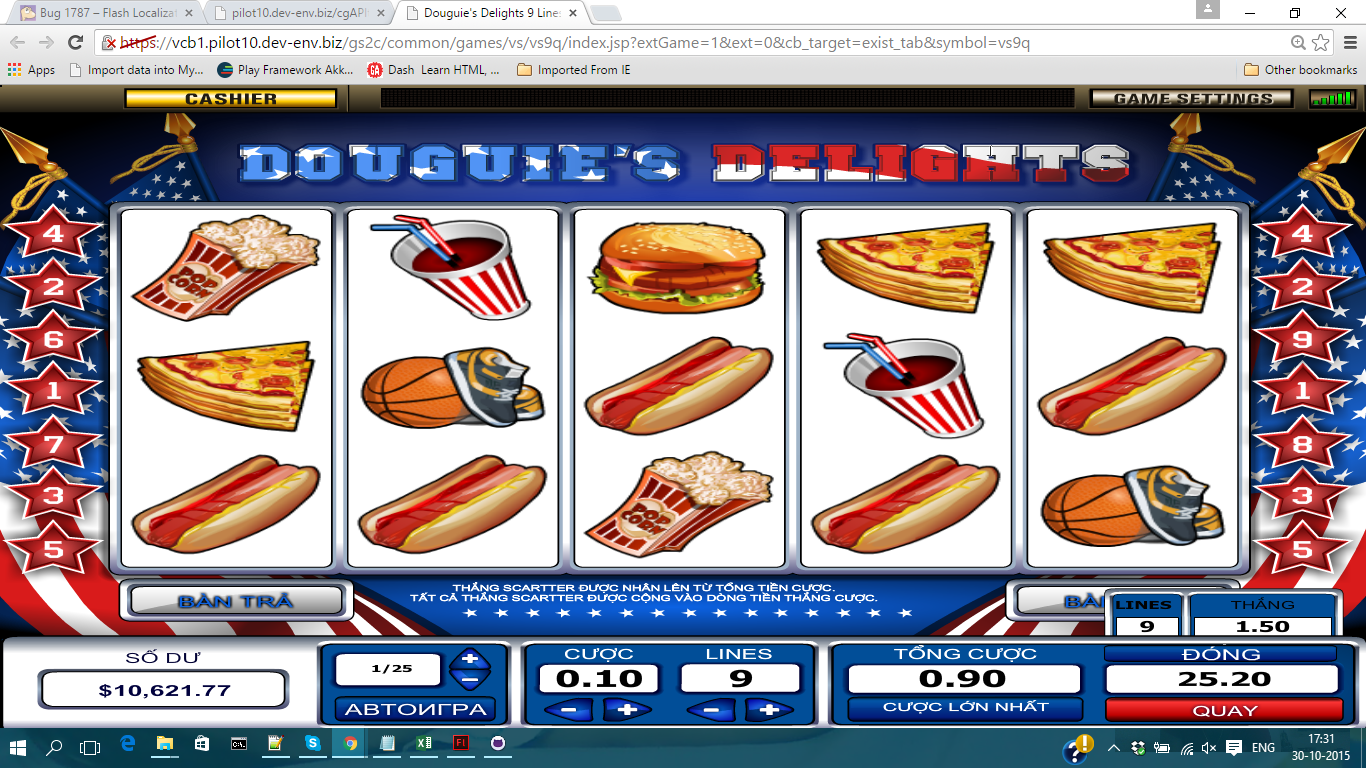 Bug 1787 – Flash Localizat
pilot10.dev-env.biz/cgAPI
Douguie's Delights 9 Line
https://vcb1.pilot10.dev-env.biz/gs2c/common/games/vs/vs9q/index.jsp?extGame=1&ext=0&cb_target=exist_tab&symbol=vs9q
Apps
Import data into My...
Play Framework Akk...
GA
Dash Learn HTML, ...
Imported From IE
Other bookmarks
CASHIER
GAME SETTINGS
DOUGUIE'S DELIGHTS
4
2
6
1
7
3
5
POP CORN
POP CORN
4
2
9
1
8
3
5
BÀN TRẢ
THẮNG SCARTTER ĐƯỢC NHÂN LÊN TỪ TỔNG TIỀN CƯỢC.
TẤT CẢ THẮNG SCARTTER ĐƯỢC CỘNG VÀO DÒNG TIỀN THẮNG CƯỢC.
LINES
9
THẮNG
1.50
SỐ DƯ
$10,621.77
1/25
+
−
АВТОИГРА
CƯỢC
0.10
− +
LINES
9
− +
TỔNG CƯỢC
0.90
CƯỢC LỚN NHẤT
ĐÓNG
25.20
QUAY
ENG
17:31
30-10-2015